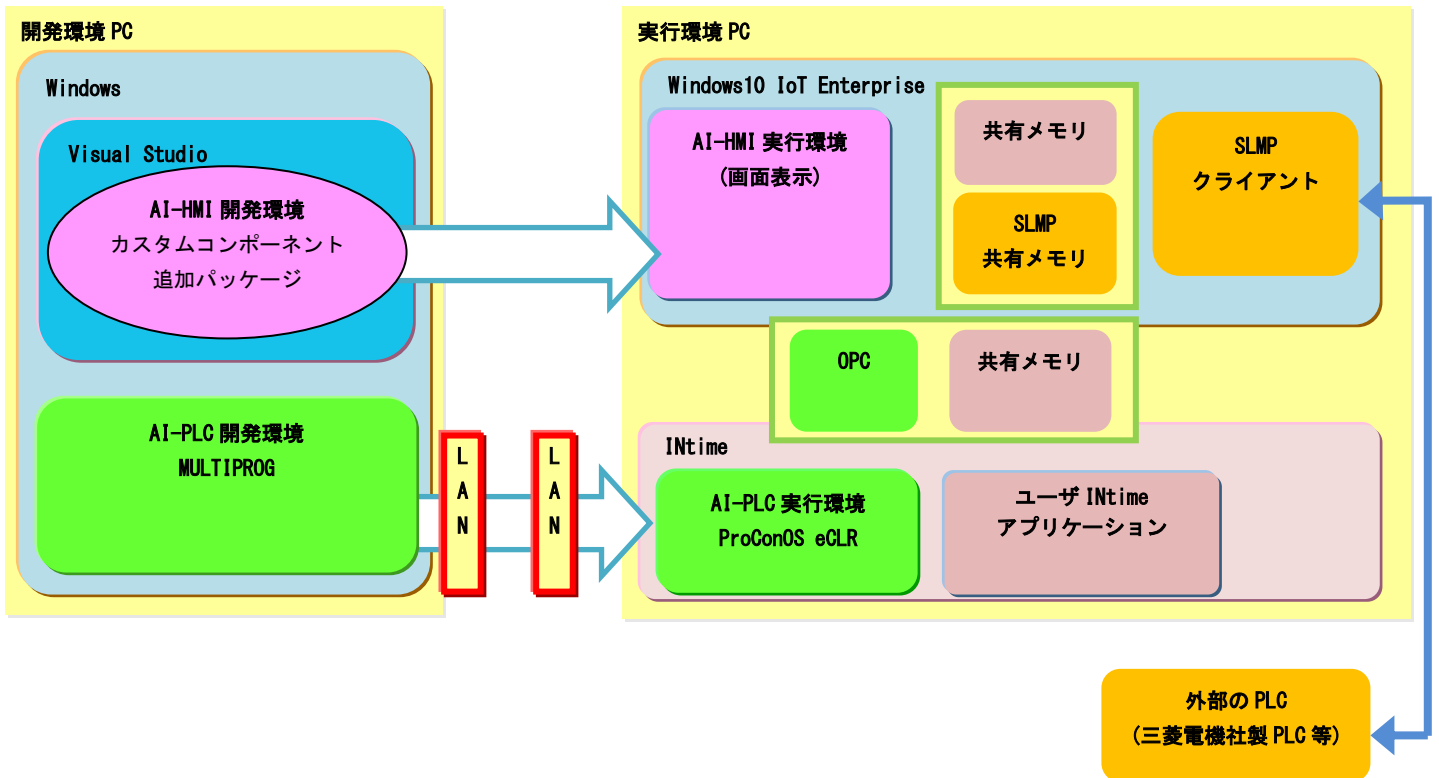 開発環境 PC
Windows
Visual Studio
AI-HMI 開発環境
カスタムコンポーネント
追加パッケージ
AI-PLC 開発環境
MULTIPROG
L
A
N
L
A
N
実行環境 PC
Windows10 IoT Enterprise
AI-HMI 実行環境
(画面表示)
共有メモリ
SLMP
共有メモリ
SLMP
クライアント
OPC
共有メモリ
INtime
AI-PLC 実行環境
ProConOS eCLR
ユーザ INtime
アプリケーション
外部の PLC
(三菱電機社製 PLC 等)